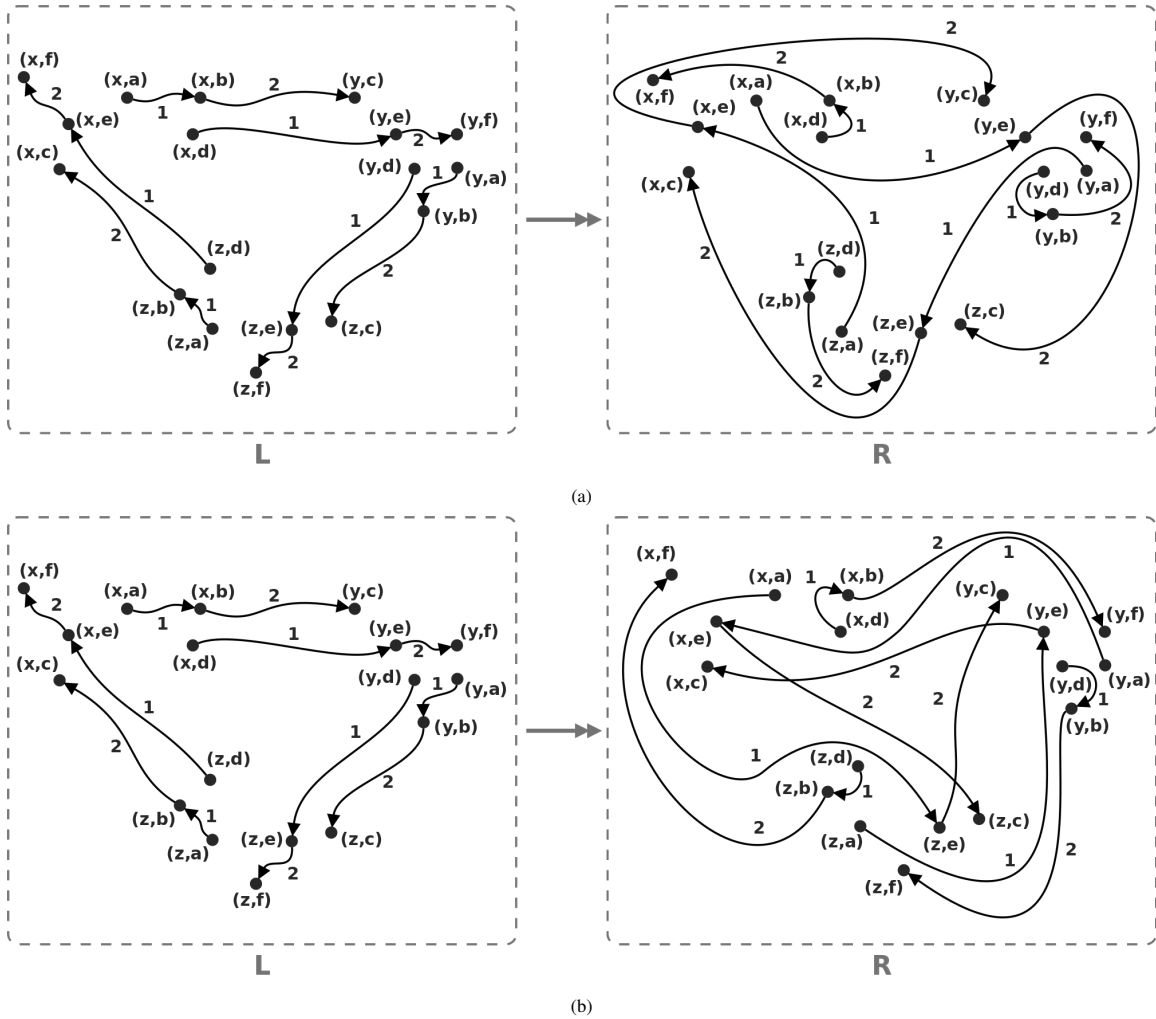 (x,f) (x,a) (x,b) 2 (y,c)
2 1
(x,e) 1 (y,e) (y,f)
(x,c) (x,d) 2
(y,d) 1 (y,a)
1 1 (y,b)
2 (z,d) 2
(z,b) 1 (z,e) (z,c)
(z,a) 2
(z,f)
L
2
2
(x,f) (x,a) (x,b) (y,c)
(x,e) (x,d) 1 (y,e) (y,f)
(x,c) 1 (y,d) (y,a)
1 1 1 2
(y,b)
2 1 (z,d)
(z,b) (z,e) (z,c)
(z,a)
(z,f) 2
2
R
(a)
(x,f) (x,a) (x,b) 2 (y,c)
2 1
(x,e) 1 (y,e) (y,f)
(x,c) (x,d) 2
(y,d) 1 (y,a)
1 1 (y,b)
2 (z,d) 2
(z,b) 1 (z,e) (z,c)
(z,a) 2
(z,f)
L
2 1
(x,f)
(x,a) 1 (x,b) (y,c)
(x,e) (x,d) (y,e) (y,f)
(x,c) 2 (y,d) (y,a)
2 2 1
(y,b)
1 (z,d)
(z,b) 1 (z,c)
2 (z,a) (z,e)
1 2
(z,f)
R
(b)